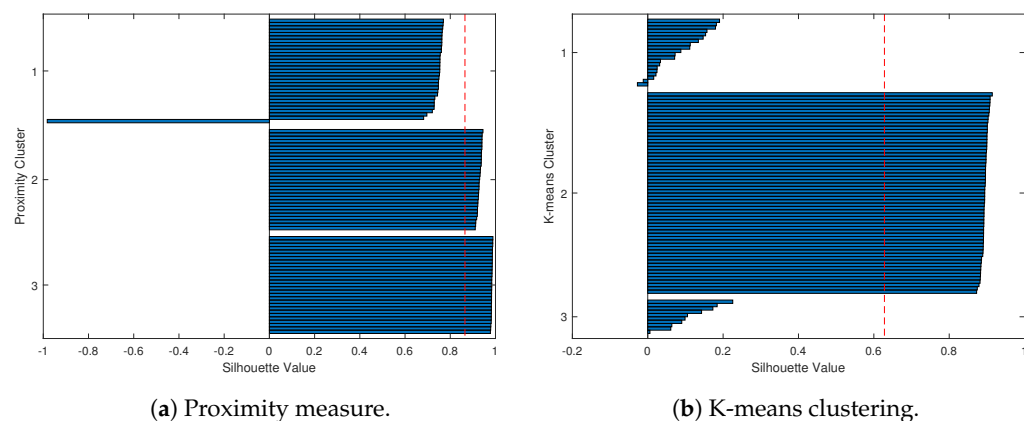 Proximity Cluster
1
2
3
-1 -0.8 -0.6 -0.4 -0.2 0 0.2 0.4 0.6 0.8 1
Silhouette Value
(a) Proximity measure.
K-means Cluster
1
2
3
-0.2 0 0.2 0.4 0.6 0.8 1
Silhouette Value
(b) K-means clustering.